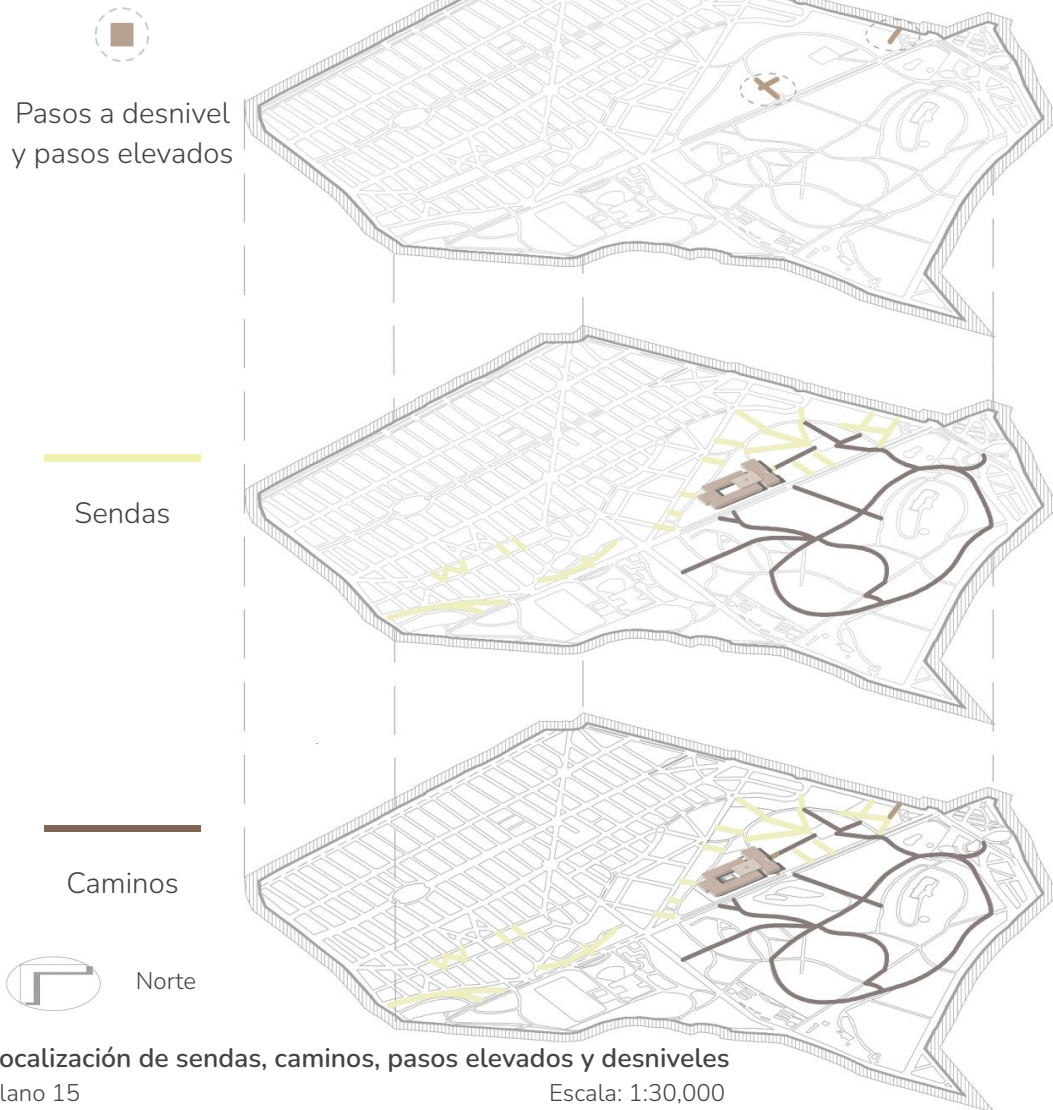 Pasos a desnivel
y pasos elevados
Sendas
Caminos
Norte
ocalización de sendas, caminos, pasos elevados y desniveles
lano 15
Escala: 1:30,000